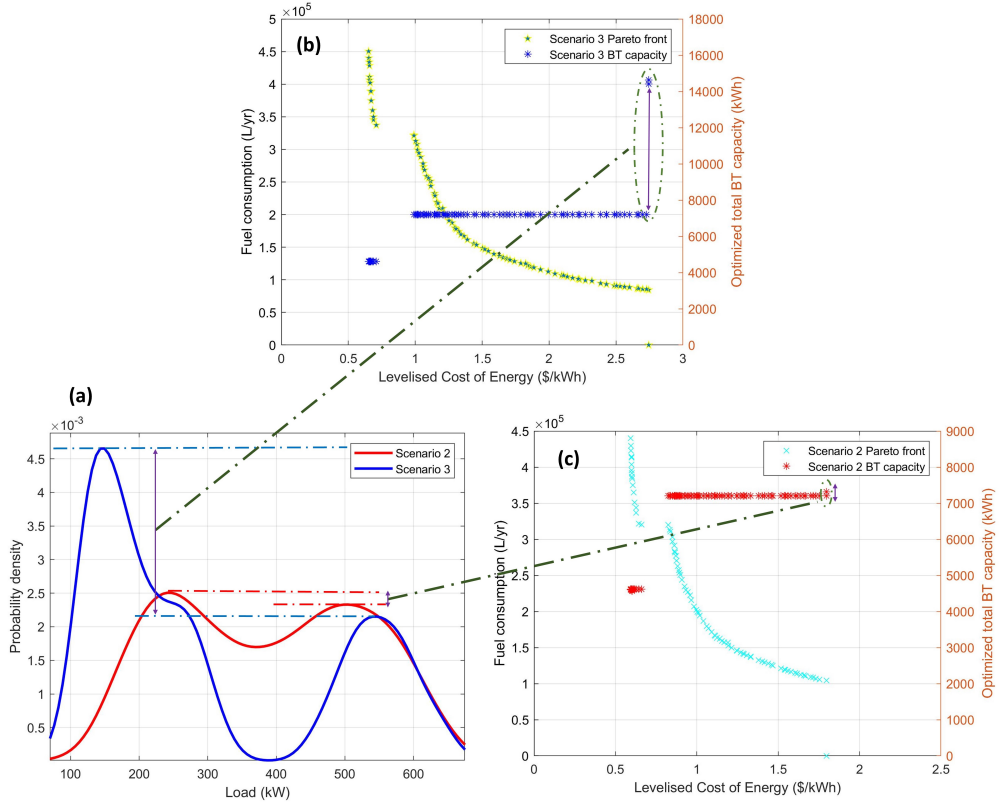 (b)
×10^5
5
4.5
4
3.5
3
2.5
2
1.5
1
0.5
0
Fuel consumption (L/yr)
18000
16000
14000
12000
10000
8000
6000
4000
2000
0
Optimized total BT capacity (kWh)
Scenario 3 Pareto front
Scenario 3 BT capacity
0 0.5 1 1.5 2 2.5 3
Levelised Cost of Energy ($/kWh)
(a)
×10^-3
4.5
4
3.5
3
2.5
2
1.5
1
0.5
Probability density
Scenario 2
Scenario 3
100 200 300 400 500 600
Load (kW)
(c)
×10^5
4.5
4
3.5
3
2.5
2
1.5
1
0.5
0
Fuel consumption (L/yr)
9000
8000
7000
6000
5000
4000
3000
2000
1000
0
Optimized total BT capacity (kWh)
Scenario 2 Pareto front
Scenario 2 BT capacity
0 0.5 1 1.5 2 2.5
Levelised Cost of Energy ($/kWh)